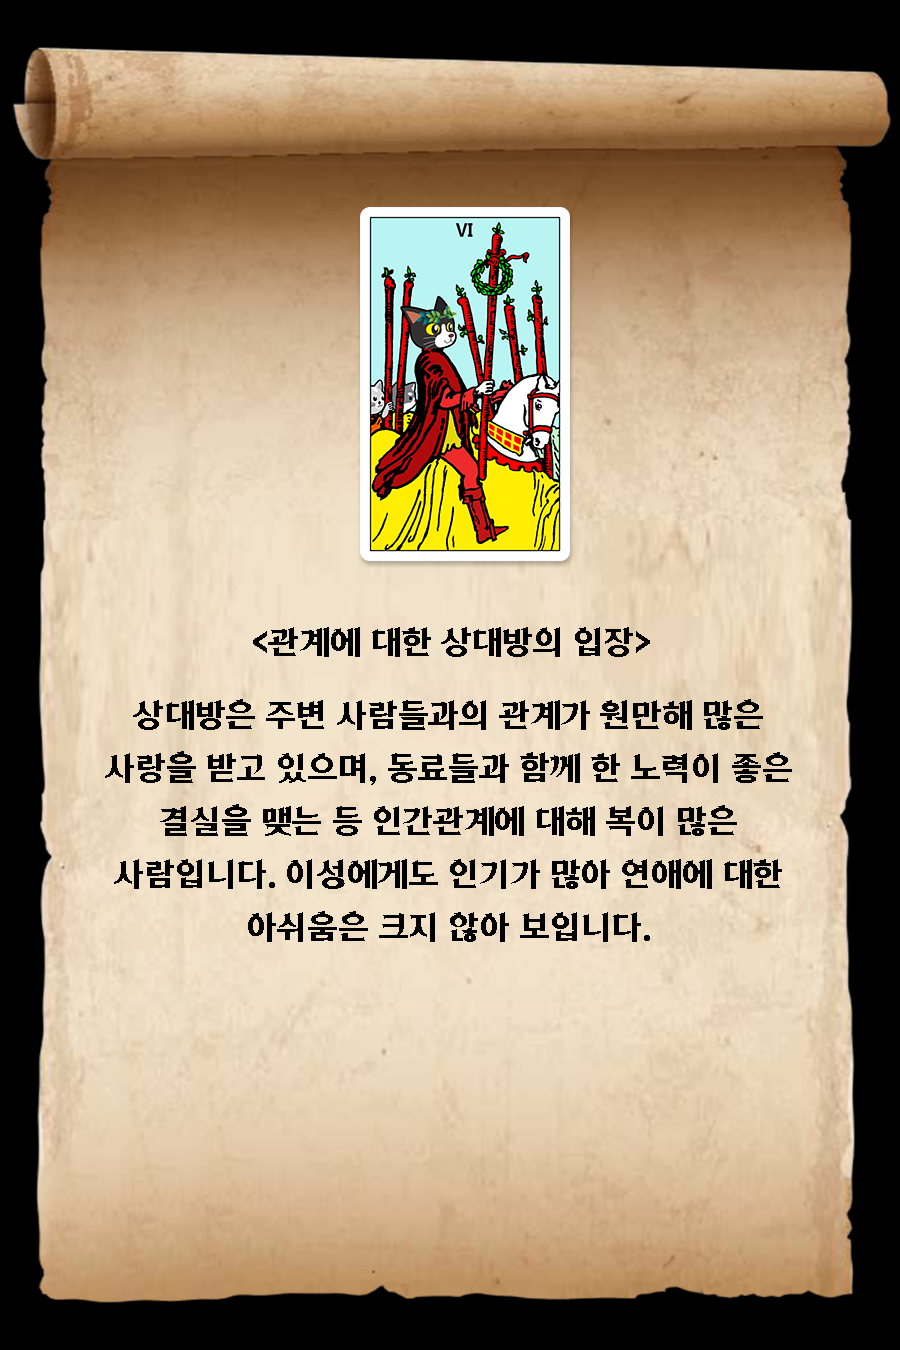 VI
<관계에 대한 상대방의 입장>
상대방은 주변 사람들과의 관계가 원만해 많은
사랑을 받고 있으며, 동료들과 함께 한 노력이 좋은
결실을 맺는 등 인간관계에 대해 복이 많은
사람입니다. 이성에게도 인기가 많아 연애에 대한
아쉬움은 크지 않아 보입니다.